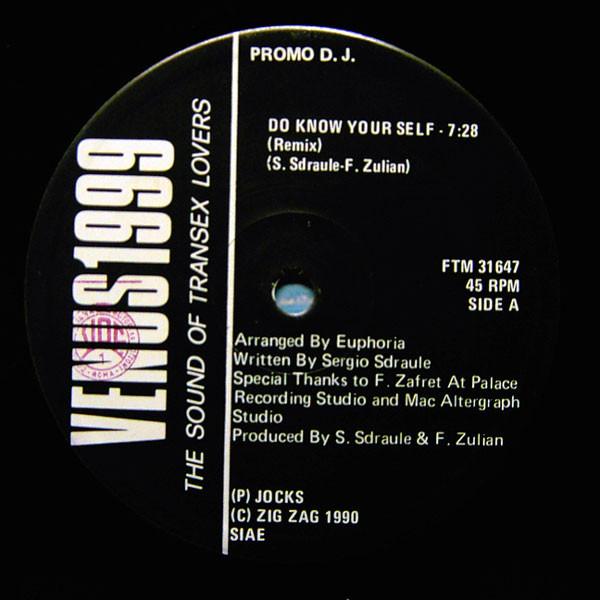 PROMO D. J.
DO KNOW YOUR SELF - 7:28
(Remix)
(S. Sdraule-F. Zulian)
VENUS1999
THE SOUND OF TRANSEX LOVERS
FTM 31647
45 RPM
SIDE A
Arranged By Euphoria
Written By Sergio Sdraule
Special Thanks to F. Zafret At Palace
Recording Studio and Mac Altergraph
Studio
Produced By S. Sdraule & F. Zulian
(P) JOCKS
(C) ZIG ZAG 1990
SIAE